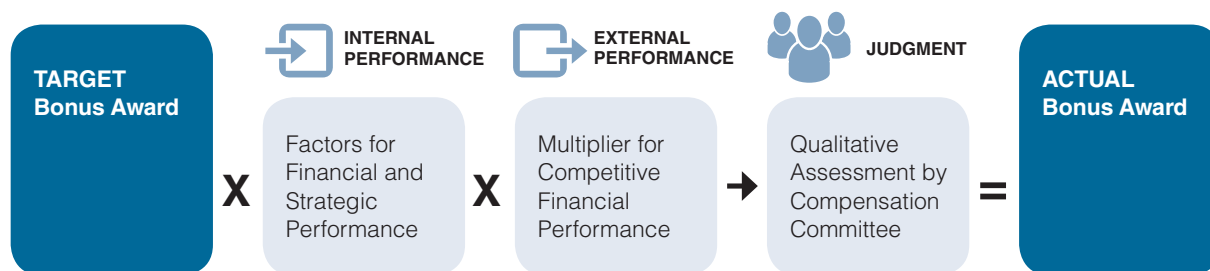 TARGET
Bonus Award
X
INTERNAL
PERFORMANCE
Factors for
Financial and
Strategic
Performance
X
EXTERNAL
PERFORMANCE
Multiplier for
Competitive
Financial
Performance
JUDGMENT
Qualitative
Assessment by
Compensation
Committee
=
ACTUAL
Bonus Award